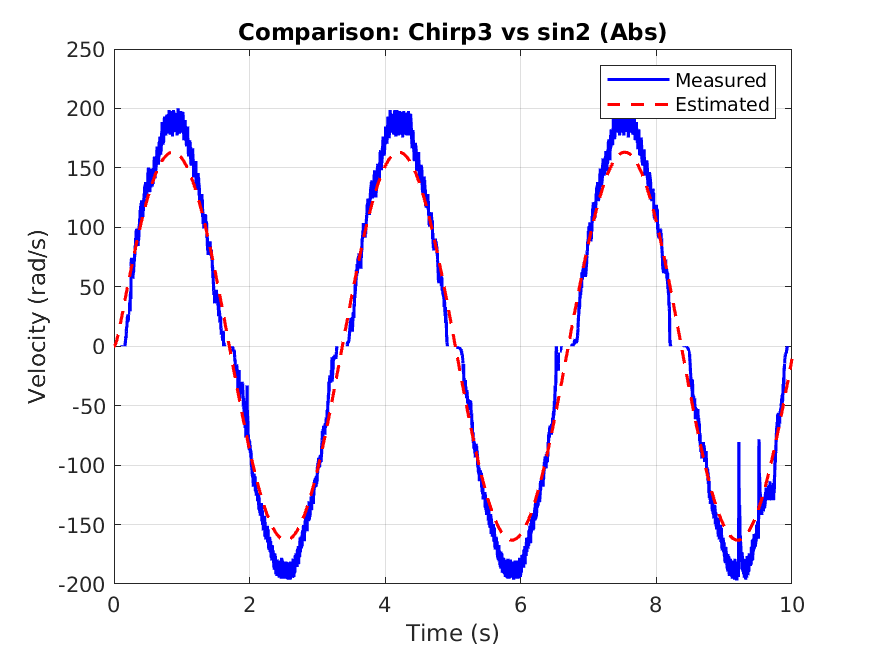 Comparison: Chirp3 vs sin2 (Abs)
250
200
150
100
50
0
-50
-100
-150
-200
Velocity (rad/s)
Measured
Estimated
0 2 4 6 8 10
Time (s)